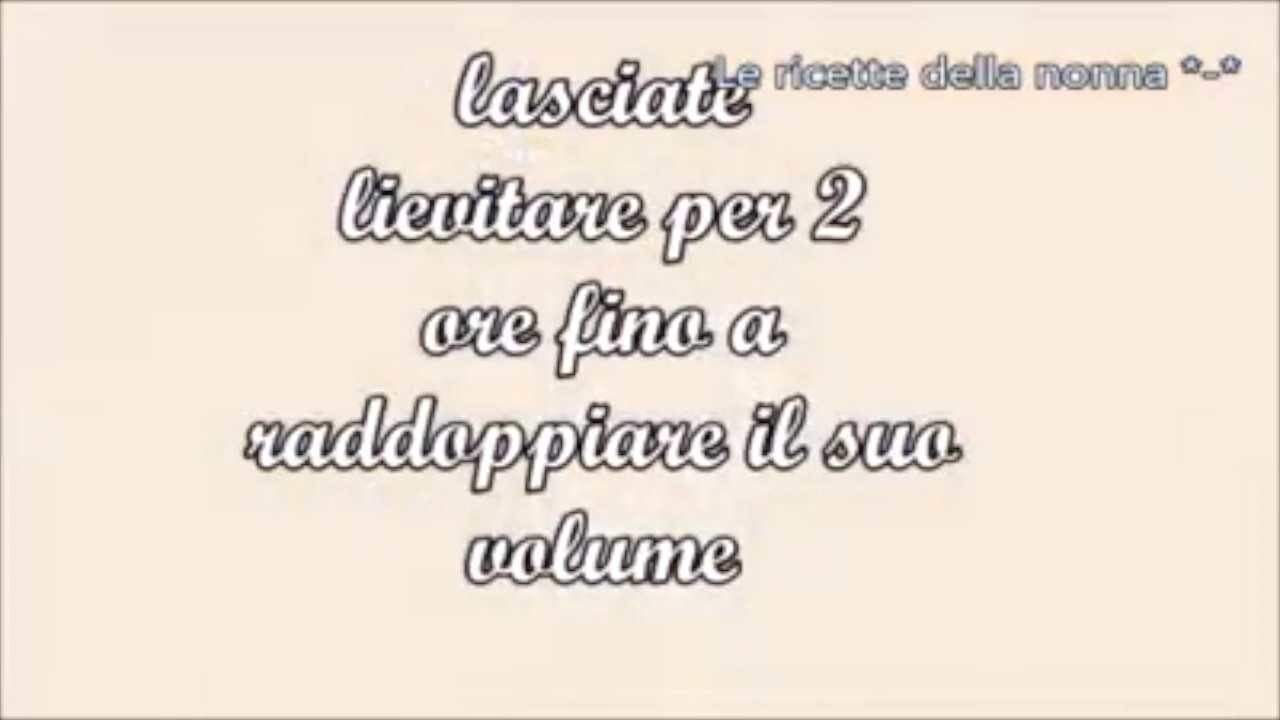 Le ricette della nonna *-*
lasciate
lievitare per 2
ore fino a
raddoppiare il suo
volume